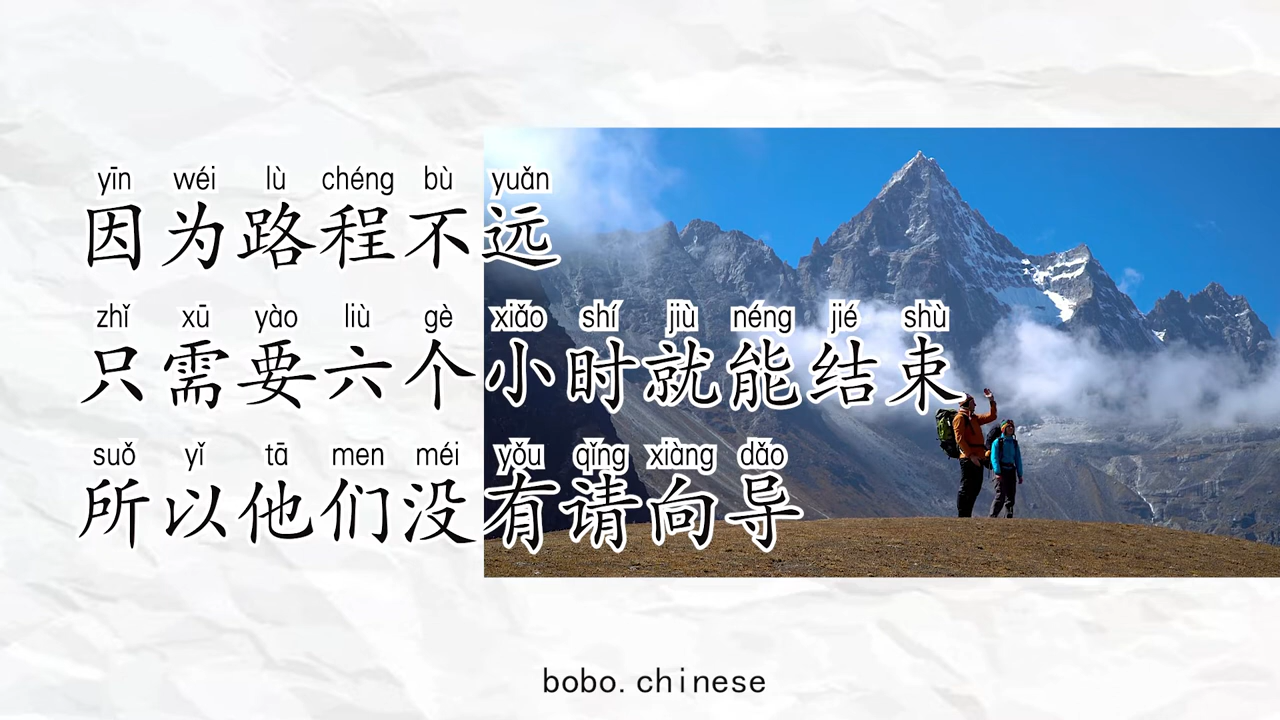 yīn wéi lù chéng bù yuǎn
因为路程不远
zhǐ xū yào liù gè xiǎo shí jiù néng jié shù
只需要六个小时就能结束
suǒ yǐ tā men méi yǒu qǐng xiàng dǎo
所以他们没有请向导
bobo.chinese